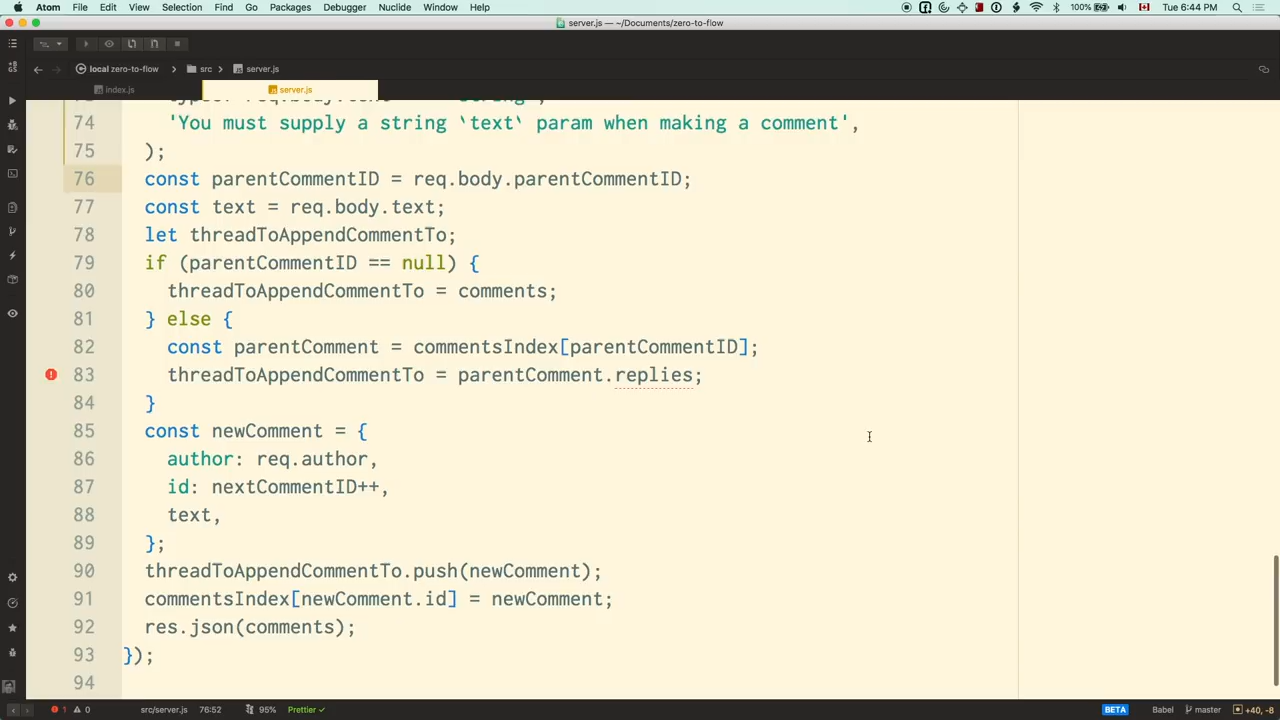 Atom File Edit View Selection Find Go Packages Debugger Nuclide Window Help 100% Tue 6:44 PM
server.js — ~/Documents/zero-to-flow
local zero-to-flow src server.js
index.js server.js
74 'You must supply a string `text` param when making a comment',
75 );
76 const parentCommentID = req.body.parentCommentID;
77 const text = req.body.text;
78 let threadToAppendCommentTo;
79 if (parentCommentID == null) {
80 threadToAppendCommentTo = comments;
81 } else {
82 const parentComment = commentsIndex[parentCommentID];
83 threadToAppendCommentTo = parentComment.replies;
84 }
85 const newComment = {
86 author: req.author,
87 id: nextCommentID++,
88 text,
89 };
90 threadToAppendCommentTo.push(newComment);
91 commentsIndex[newComment.id] = newComment;
92 res.json(comments);
93 });
94
1 0 src/server.js 76:52 95% Prettier ✓ BETA Babel master +40, -8